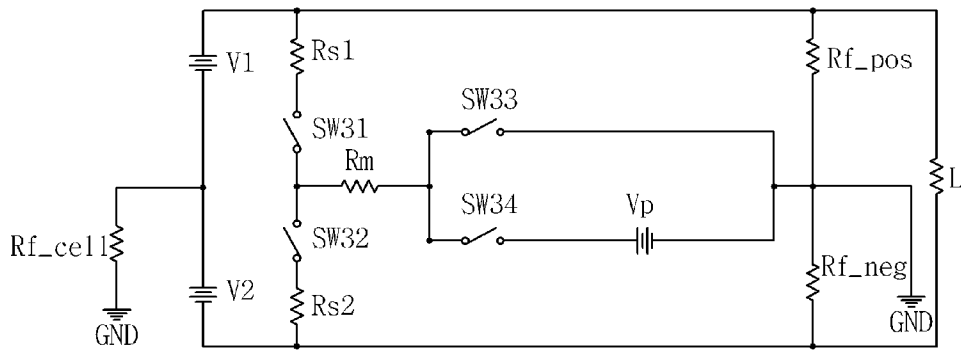 V1
Rs1
Rf_pos
SW33
SW31
Rm
L
SW34
Vp
SW32
Rf_cell
Rf_neg
V2
Rs2
GND
GND